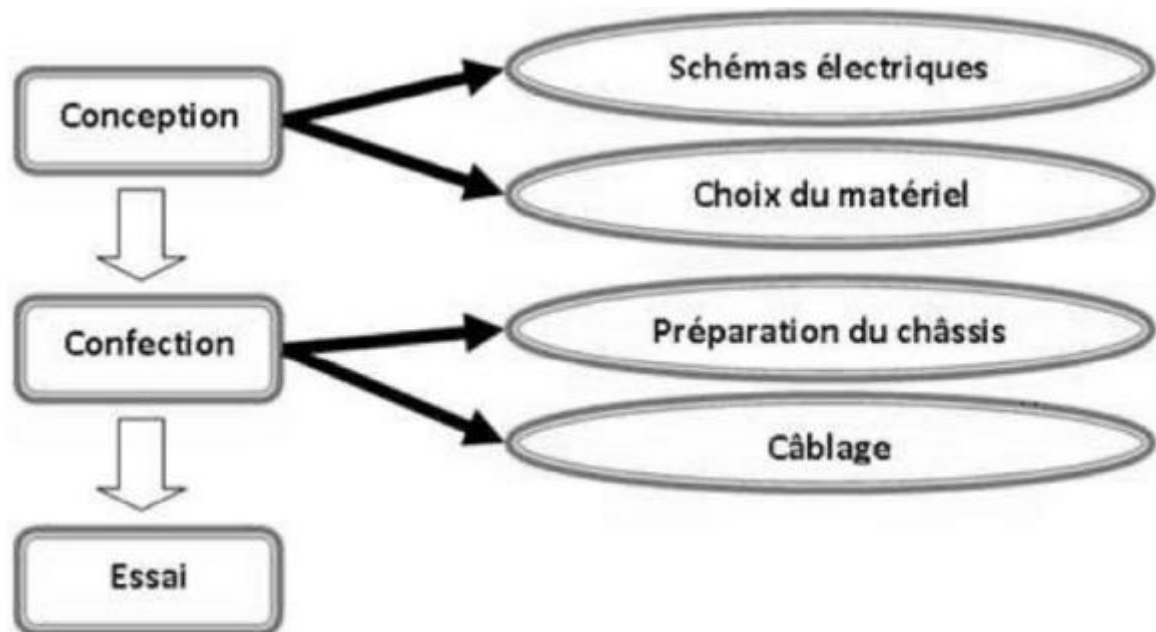 Conception
Schémas électriques
Choix du matériel
Confection
Préparation du châssis
Câblage
Essai